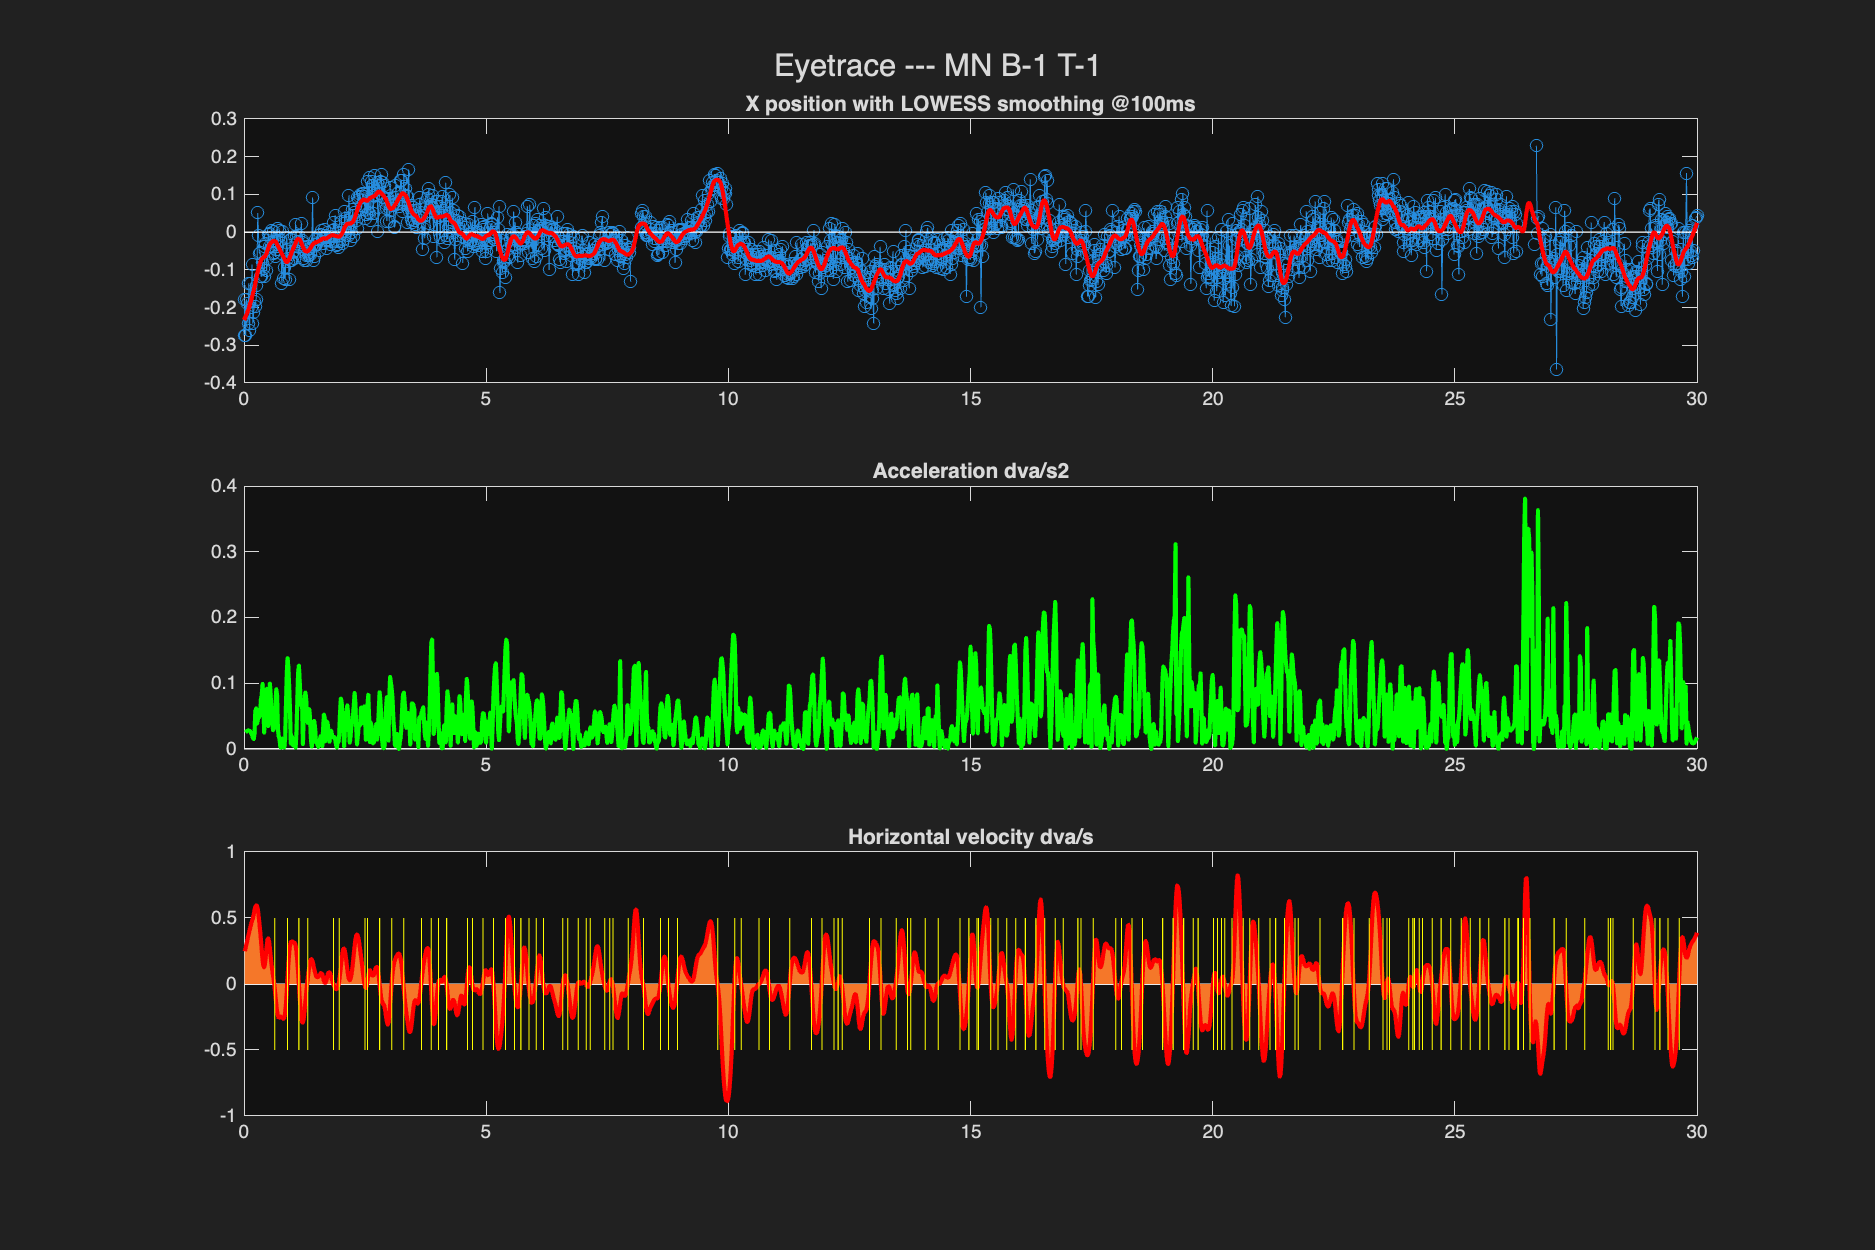 Eyetrace --- MN B-1 T-1
X position with LOWESS smoothing @100ms
0.3
0.2
0.1
0
-0.1
-0.2
-0.3
-0.4
0 5 10 15 20 25 30
Acceleration dva/s2
0.4
0.3
0.2
0.1
0
0 5 10 15 20 25 30
Horizontal velocity dva/s
1
0.5
0
-0.5
-1
0 5 10 15 20 25 30